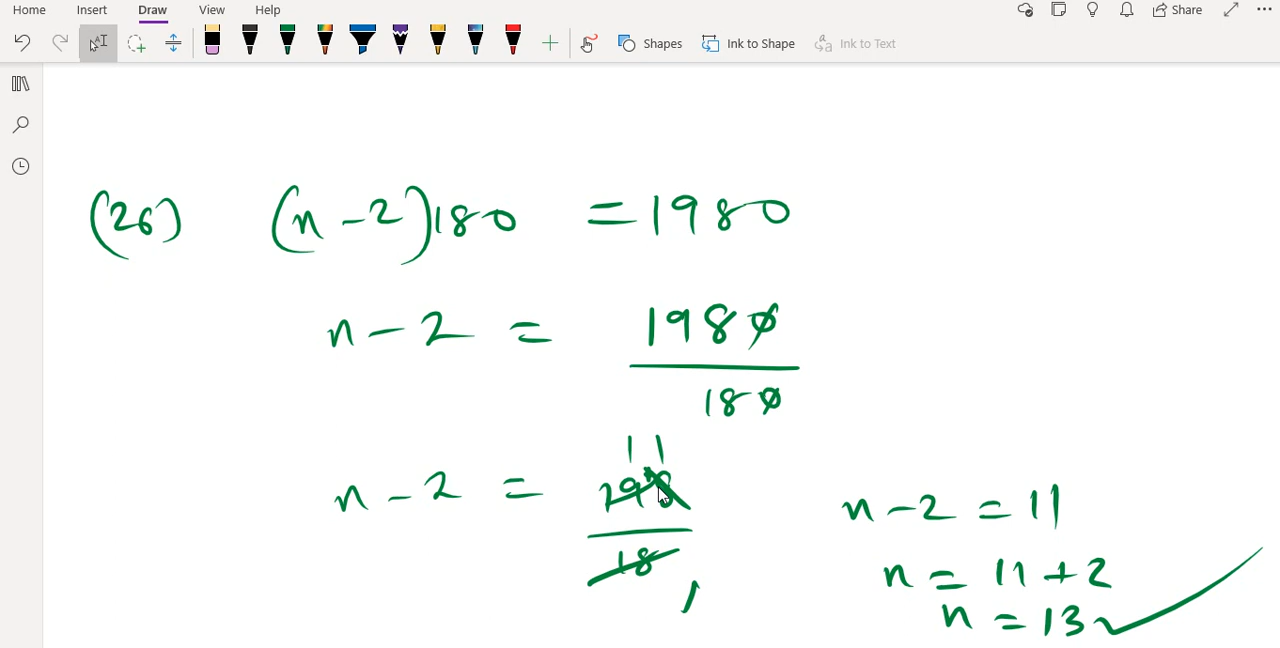 Home Insert Draw View Help Share
Shapes Ink to Shape Ink to Text
(26) (n-2)180 = 1980
n-2 = 1980
180
11
n-2 = 198
18
n-2 = 11
n = 11+2
n = 13